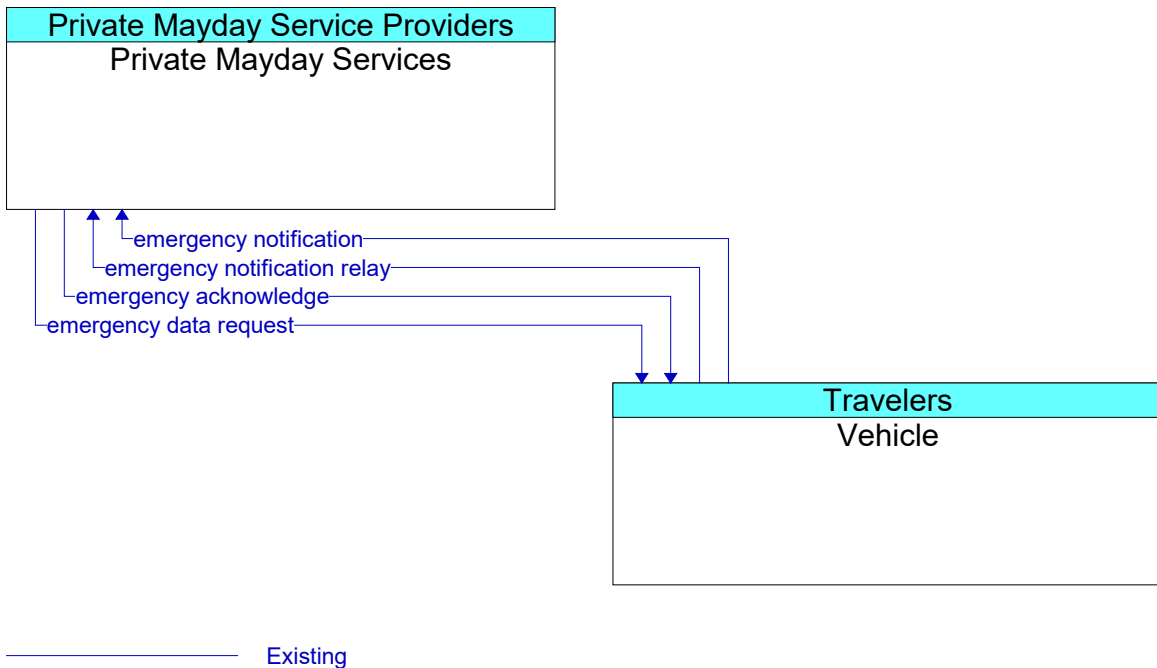 Private Mayday Service Providers
Private Mayday Services
emergency notification
emergency notification relay
emergency acknowledge
emergency data request
Travelers
Vehicle
Existing